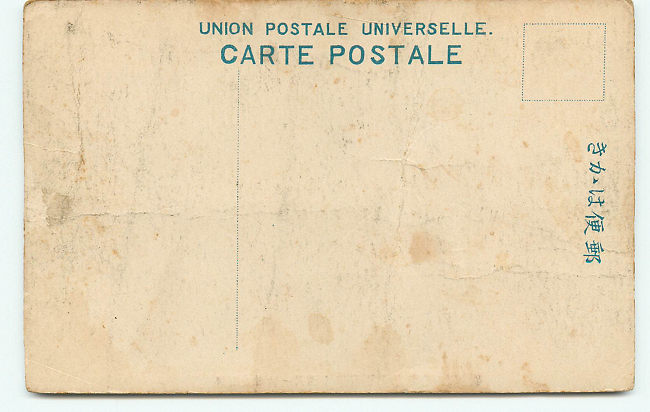 UNION POSTALE UNIVERSELLE.
CARTE POSTALE
郵便はかき